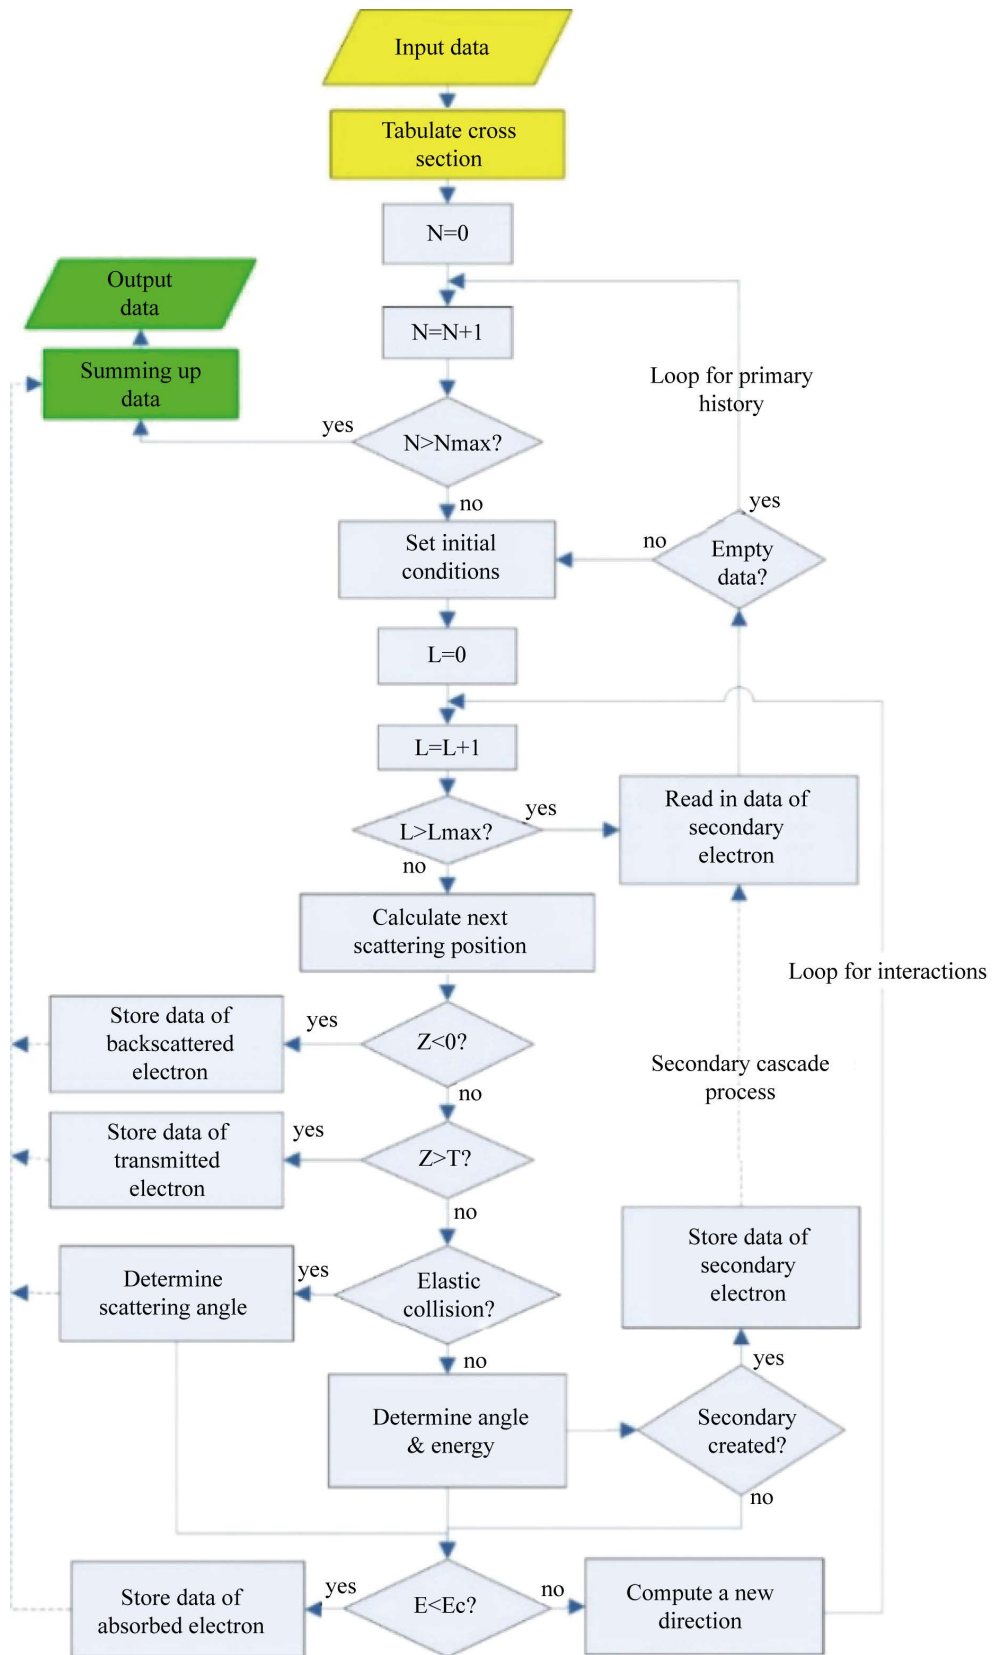 Input data
Tabulate cross
section
N=0
Output
data
N=N+1
Summing up
data
Loop for primary
history
yes
N>Nmax?
no
yes
Set initial
conditions
no
Empty
data?
L=0
L=L+1
L>Lmax?
yes
no
Read in data of
secondary
electron
Calculate next
scattering position
Loop for interactions
Store data of
backscattered
electron
yes
Z<0?
no
Secondary cascade
process
Store data of
transmitted
electron
yes
Z>T?
no
Store data of
secondary
electron
Determine
scattering angle
yes
Elastic
collision?
no
yes
Determine angle
& energy
Secondary
created?
no
Store data of
absorbed electron
yes
E<Ec?
no
Compute a new
direction